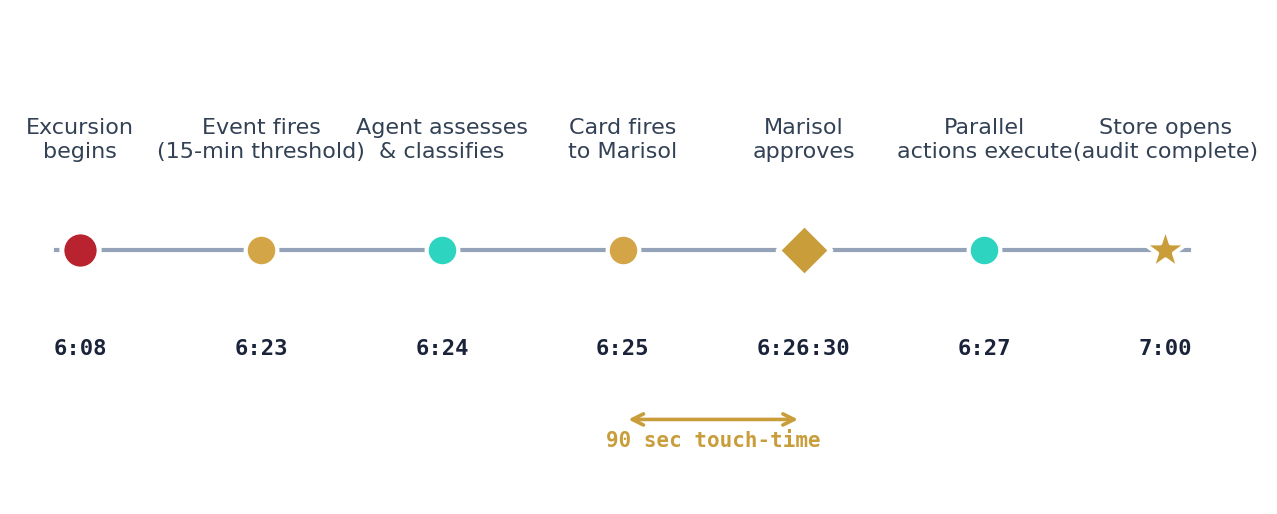 Excursion
begins
Event fires
(15-min threshold)
Agent assesses
& classifies
Card fires
to Marisol
Marisol
approves
Parallel
actions execute
Store opens
(audit complete)
6:08
6:23
6:24
6:25
6:26:30
6:27
7:00
90 sec touch-time